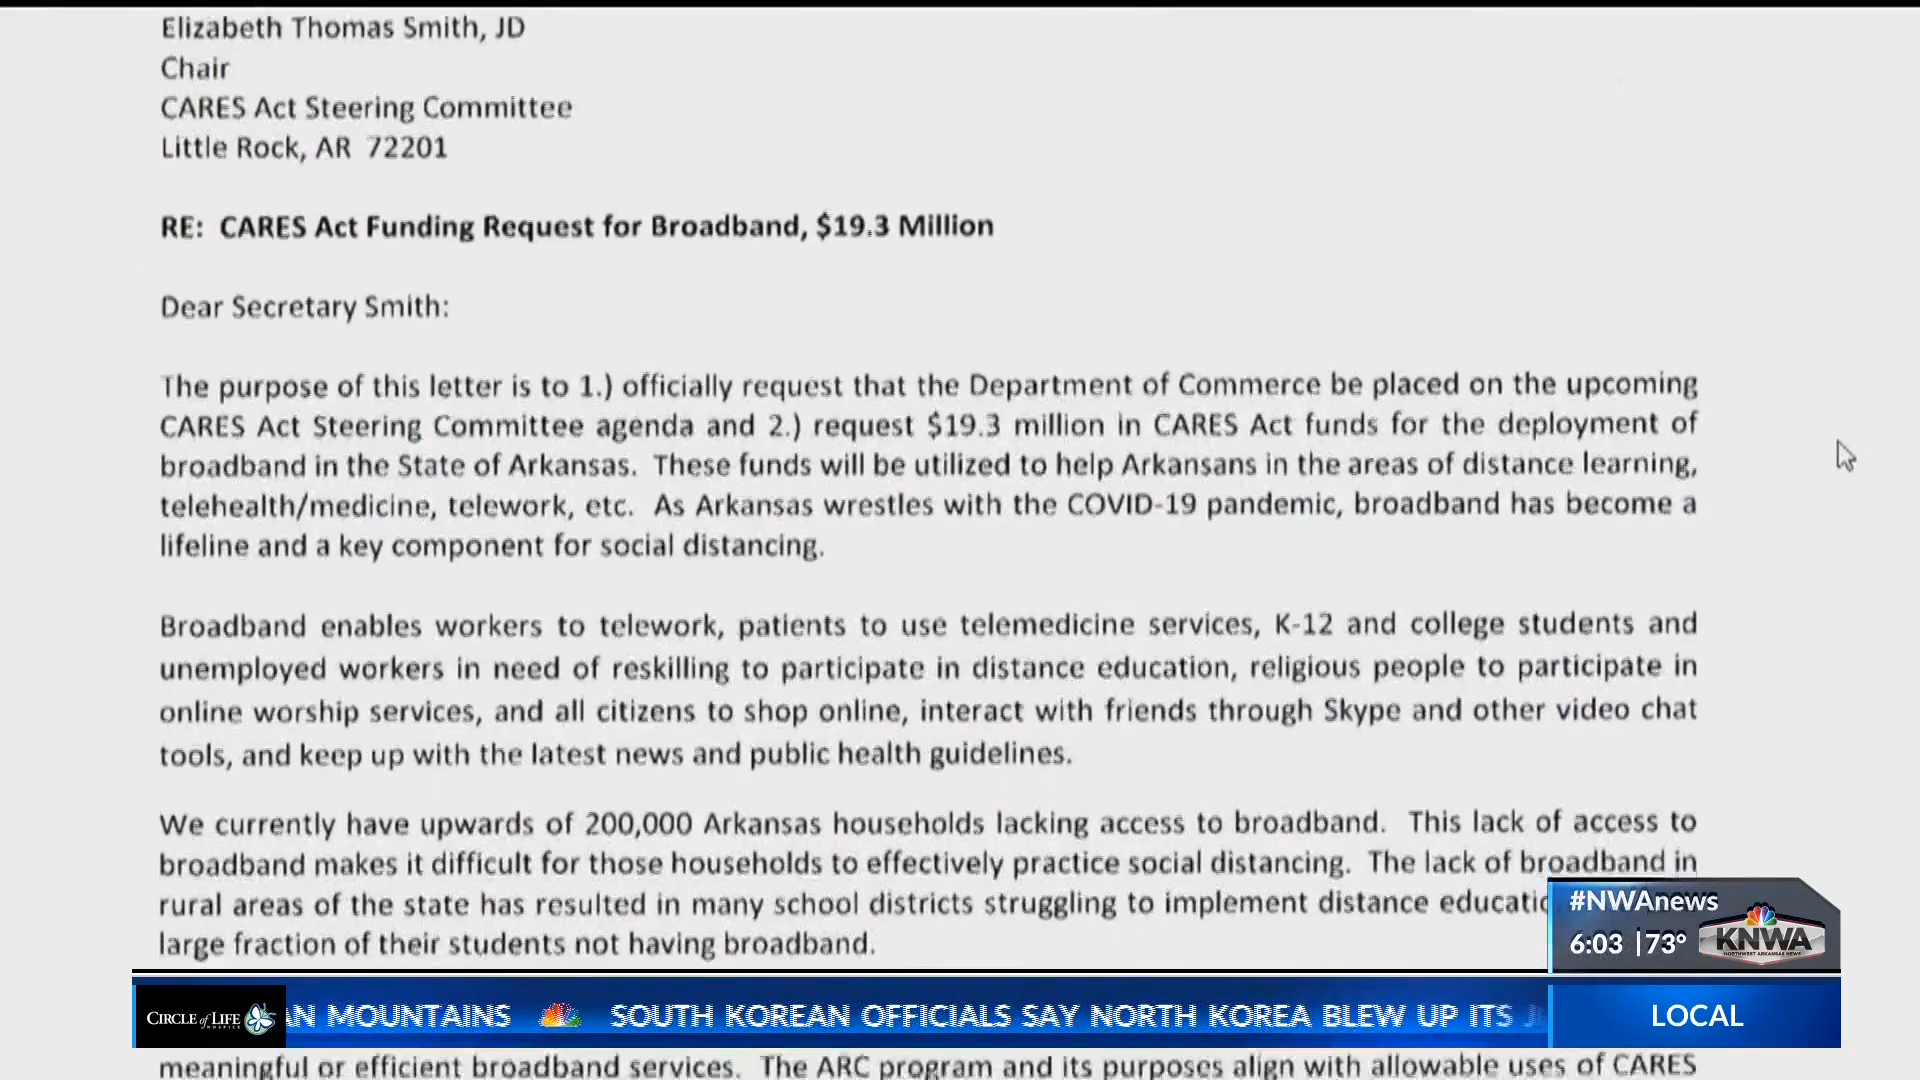 Elizabeth Thomas Smith, JD
Chair
CARES Act Steering Committee
Little Rock, AR 72201
RE: CARES Act Funding Request for Broadband, $19.3 Million
Dear Secretary Smith:
The purpose of this letter is to 1.) officially request that the Department of Commerce be placed on the upcoming
CARES Act Steering Committee agenda and 2.) request $19.3 million in CARES Act funds for the deployment of
broadband in the State of Arkansas. These funds will be utilized to help Arkansans in the areas of distance learning,
telehealth/medicine, telework, etc. As Arkansas wrestles with the COVID-19 pandemic, broadband has become a
lifeline and a key component for social distancing.
Broadband enables workers to telework, patients to use telemedicine services, K-12 and college students and
unemployed workers in need of reskilling to participate in distance education, religious people to participate in
online worship services, and all citizens to shop online, interact with friends through Skype and other video chat
tools, and keep up with the latest news and public health guidelines.
We currently have upwards of 200,000 Arkansas households lacking access to broadband. This lack of access to
broadband makes it difficult for those households to effectively practice social distancing. The lack of broadband in
rural areas of the state has resulted in many school districts struggling to implement distance educatio
large fraction of their students not having broadband.
#NWAnews
6:03 | 73°
KNWA
NORTHWEST ARKANSAS NEWS
CIRCLE of LIFE
HOSPICE
AN MOUNTAINS SOUTH KOREAN OFFICIALS SAY NORTH KOREA BLEW UP ITS
LOCAL
meaningful or efficient broadband services. The ARC program and its purposes align with allowable uses of CARES